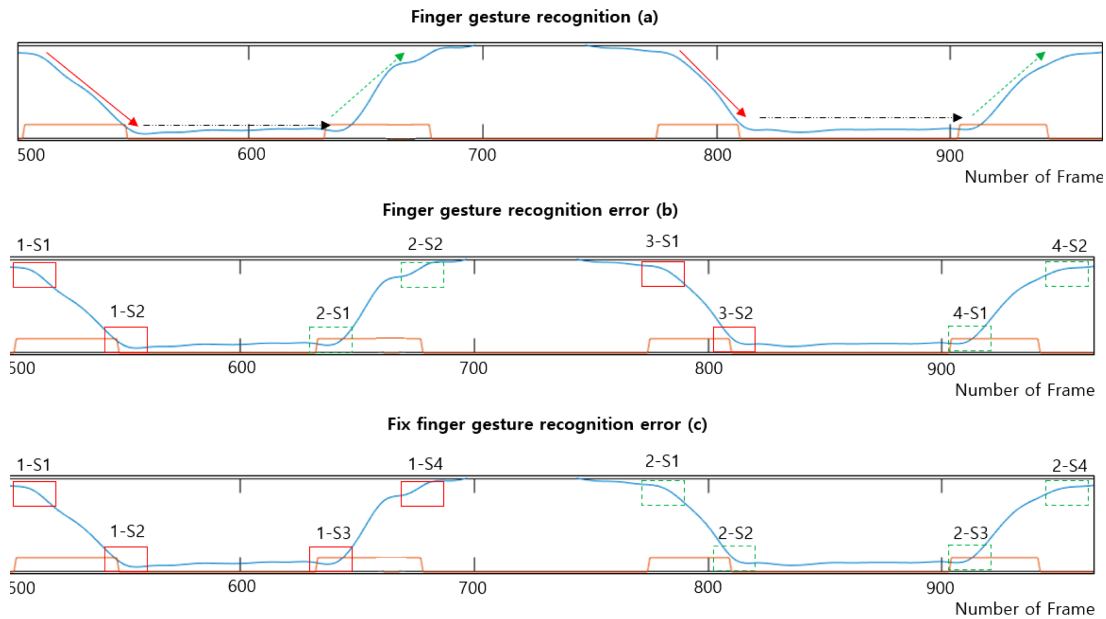 Finger gesture recognition (a)
500 600 700 800 900
Number of Frame
Finger gesture recognition error (b)
1-S1 2-S2 3-S1 4-S2
1-S2 2-S1 3-S2 4-S1
500 600 700 800 900
Number of Frame
Fix finger gesture recognition error (c)
1-S1 1-S4 2-S1 2-S4
1-S2 1-S3 2-S2 2-S3
500 600 700 800 900
Number of Frame